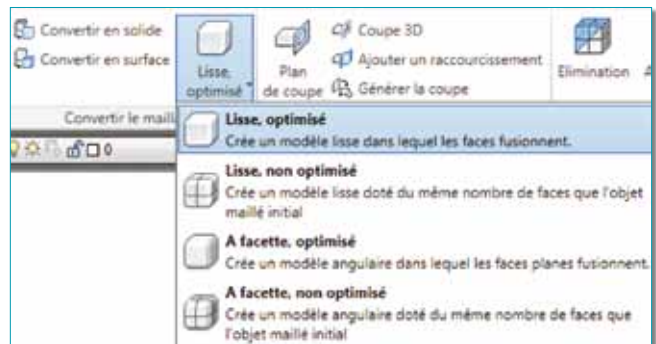 Convertir en solide
Convertir en surface
Lisse,
optimisé
Plan
de coupe
Coupe 3D
Ajouter un raccourcissement
Générer la coupe
Elimination
Convertir le maill
0
Lisse, optimisé
Crée un modèle lisse dans lequel les faces fusionnent.
Lisse, non optimisé
Crée un modèle lisse doté du même nombre de faces que l'objet
maillé initial
A facette, optimisé
Crée un modèle angulaire dans lequel les faces planes fusionnent.
A facette, non optimisé
Crée un modèle angulaire doté du même nombre de faces que
l'objet maillé initial